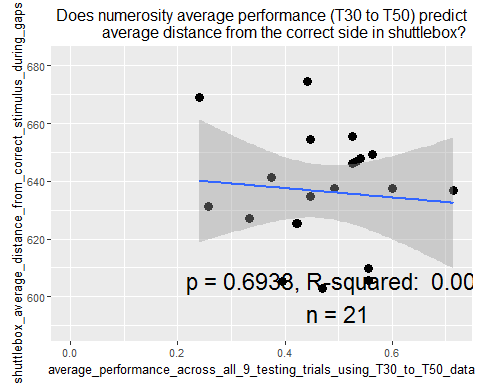 Does numerosity average performance (T30 to T50) predict
average distance from the correct side in shuttlebox?
shuttlebox_average_distance_from_correct_stimulus_during_gaps
680
660
640
620
600
p = 0.6938, R-squared: 0.00
n = 21
0.0 0.2 0.4 0.6
average_performance_across_all_9_testing_trials_using_T30_to_T50_data